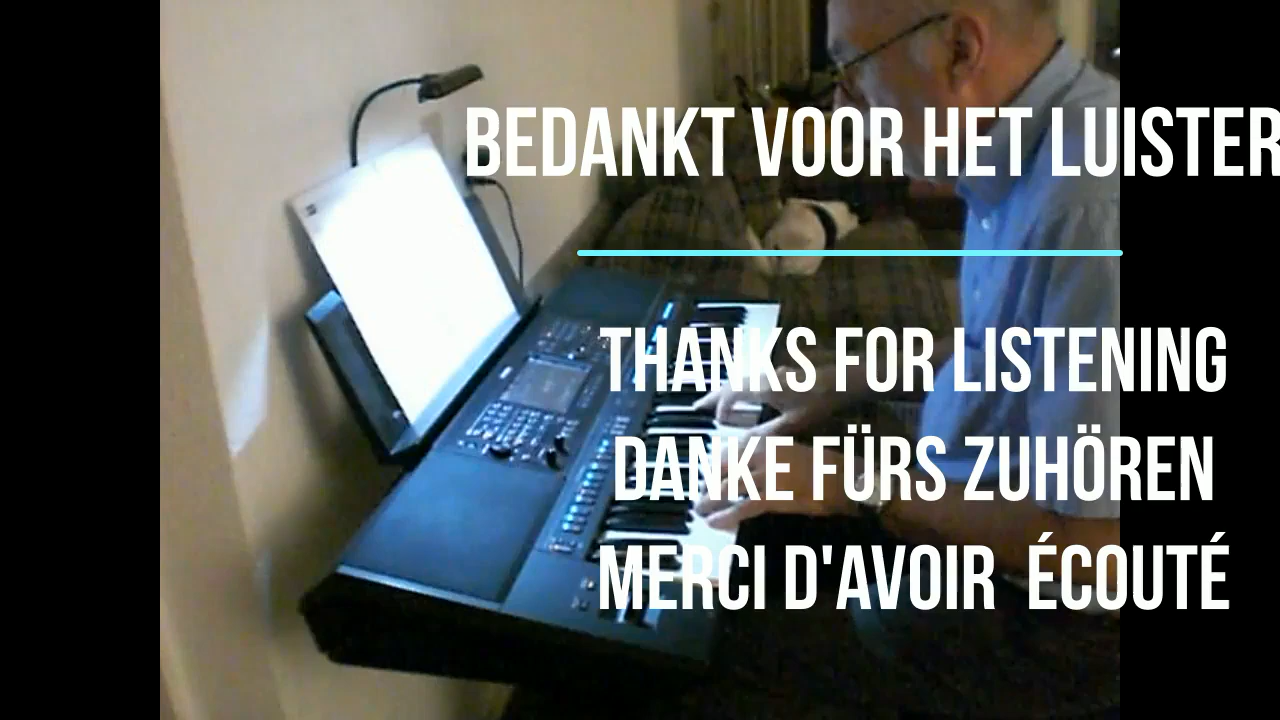 BEDANKT VOOR HET LUISTER
THANKS FOR LISTENING
DANKE FÜRS ZUHÖREN
MERCI D'AVOIR ÉCOUTÉ